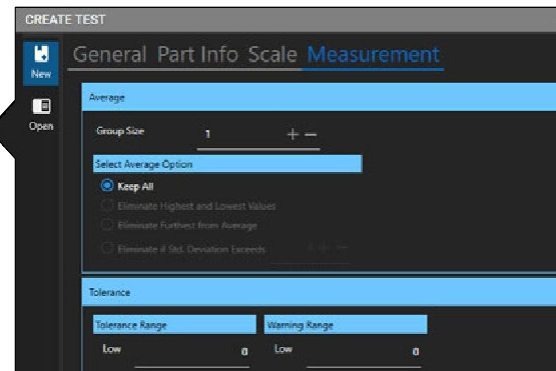 CREATE TEST
New
Open
General Part Info Scale Measurement
Average
Group Size 1 + −
Select Average Option
Keep All
Eliminate Highest and Lowest Values
Eliminate Furthest from Average
Eliminate if Std. Deviation Exceeds + −
Tolerance
Tolerance Range Warning Range
Low 0 Low 0